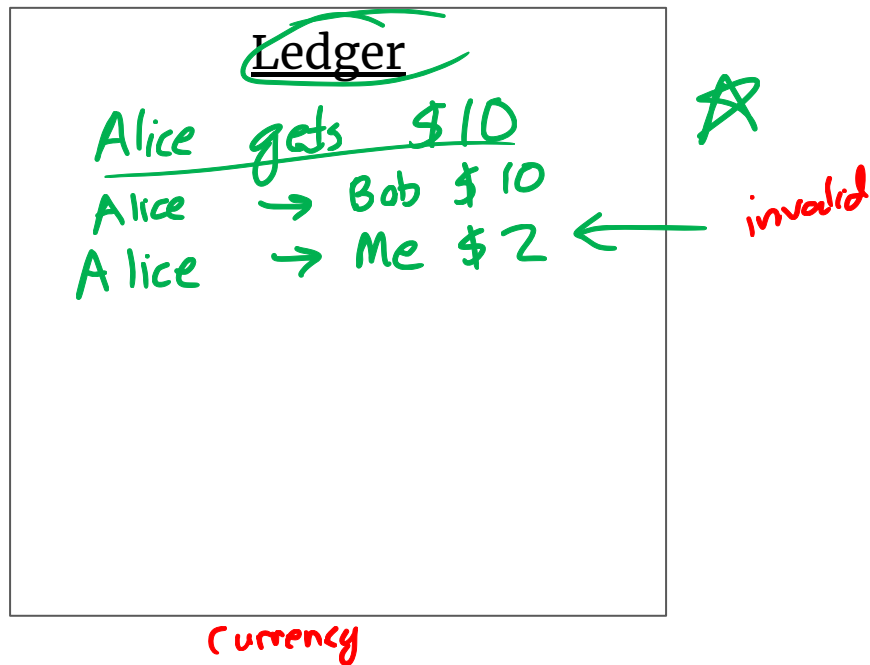 Ledger
Alice gets $10
Alice → Bob $10
Alice → Me $2
invalid
Currency